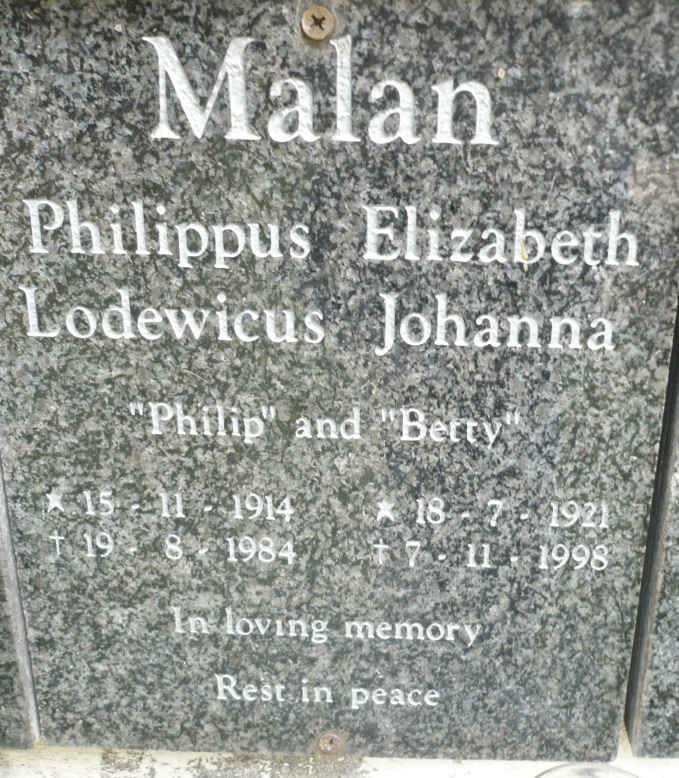 Malan
Philippus Elizabeth
Lodewicus Johanna
"Philip" and "Betty"
★ 15 - 11 - 1914 ★ 18 - 7 - 1921
† 19 - 8 - 1984 † 7 - 11 - 1998
In loving memory
Rest in peace